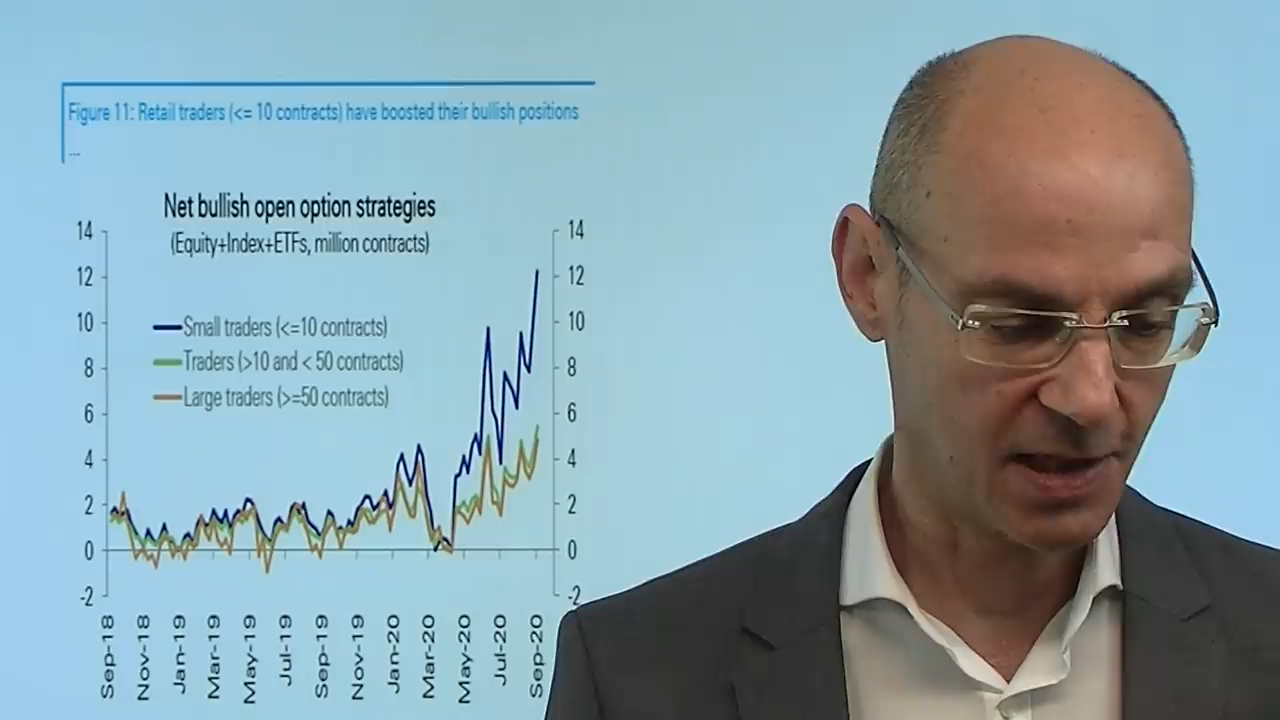 Figure 11: Retail traders (<= 10 contracts) have boosted their bullish positions
...
Net bullish open option strategies
(Equity+Index+ETFs, million contracts)
14 14
12 12
10 10
8 8
6 6
4 4
2 2
0 0
-2 -2
Small traders (<=10 contracts)
Traders (>10 and < 50 contracts)
Large traders (>=50 contracts)
Sep-18
Nov-18
Jan-19
Mar-19
May-19
Jul-19
Sep-19
Nov-19
Jan-20
Mar-20
May-20
Jul-20
Sep-20